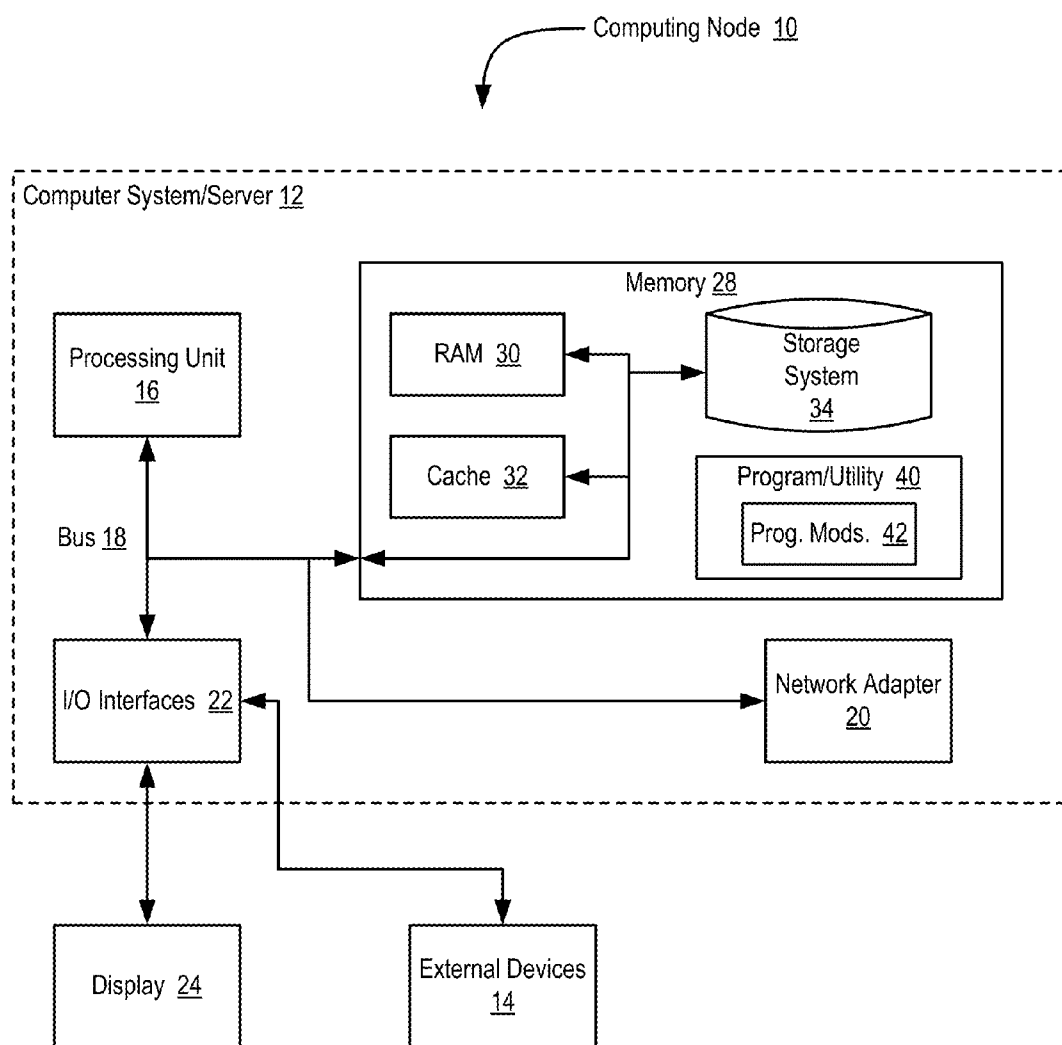 Computing Node 10
Computer System/Server 12
Memory 28
Processing Unit
16
RAM 30
Storage
System
34
Cache 32
Program/Utility 40
Prog. Mods. 42
Bus 18
I/O Interfaces 22
Network Adapter
20
Display 24
External Devices
14